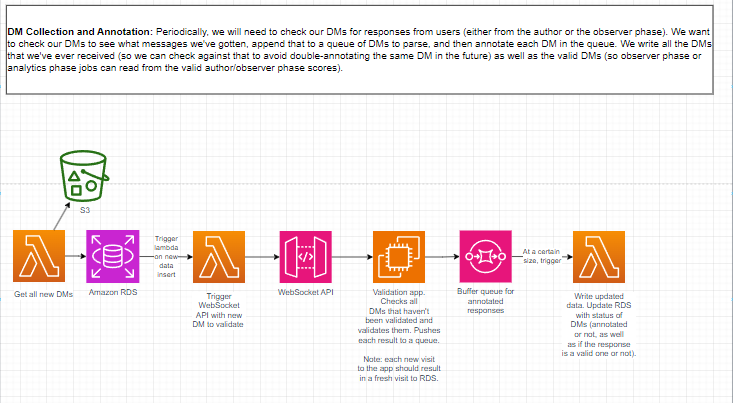 DM Collection and Annotation: Periodically, we will need to check our DMs for responses from users (either from the author or the observer phase). We want
to check our DMs to see what messages we've gotten, append that to a queue of DMs to parse, and then annotate each DM in the queue. We write all the DMs
that we've ever received (so we can check against that to avoid double-annotating the same DM in the future) as well as the valid DMs (so observer phase or
analytics phase jobs can read from the valid author/observer phase scores).
S3
Get all new DMs
Amazon RDS
Trigger
lambda
on new
data
insert
Trigger
WebSocket
API with new
DM to validate
WebSocket API
Validation app.
Checks all
DMs that haven't
been validated and
validates them. Pushes
each result to a queue.
Note: each new visit
to the app should result
in a fresh visit to RDS.
Buffer queue for
annotated
responses
At a certain
size, trigger
Write updated
data. Update RDS
with status of
DMs (annotated
or not, as well
as if the response
is a valid one or not).